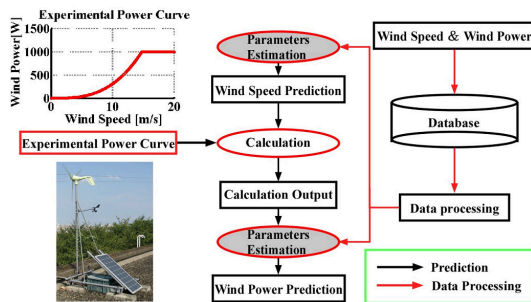 Experimental Power Curve
Wind Power[W]
1500
1000
500
0
0
10
20
Wind Speed [m/s]
Parameters
Estimation
Wind Speed & Wind Power
Wind Speed Prediction
Database
Experimental Power Curve
Calculation
Calculation Output
Data processing
Parameters
Estimation
Wind Power Prediction
Prediction
Data Processing